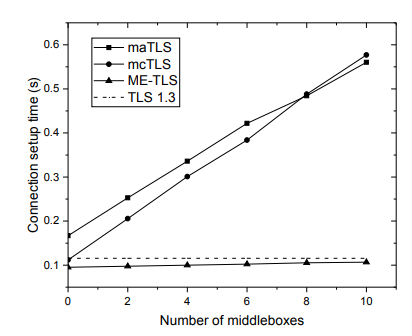 maTLS
mcTLS
ME-TLS
TLS 1.3
Connection setup time (s)
0.6
0.5
0.4
0.3
0.2
0.1
0 2 4 6 8 10
Number of middleboxes